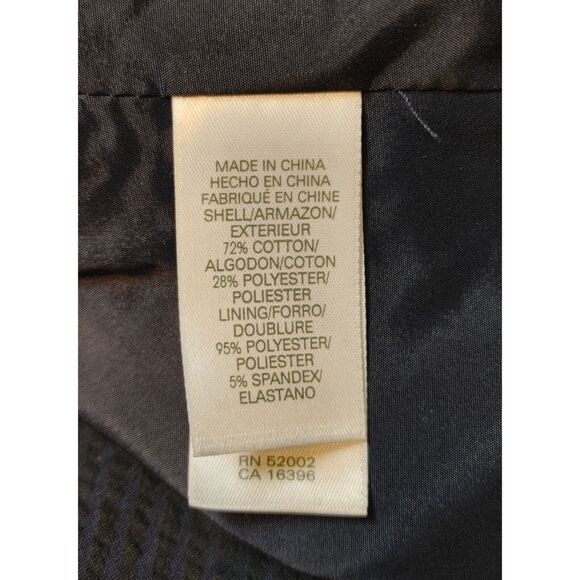 MADE IN CHINA
HECHO EN CHINA
FABRIQUÉ EN CHINE
SHELL/ARMAZON/
EXTERIEUR
72% COTTON/
ALGODON/COTON
28% POLYESTER/
POLIESTER
LINING/FORRO/
DOUBLURE
95% POLYESTER/
POLIESTER
5% SPANDEX/
ELASTANO
RN 52002
CA 16396